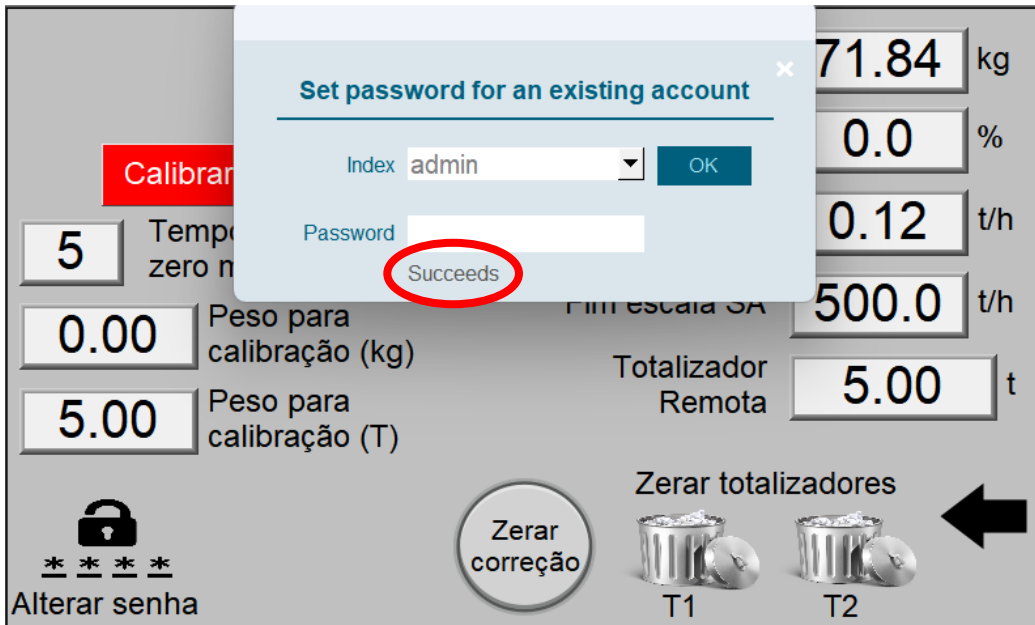 71.84 kg
Set password for an existing account
×
Index admin OK
0.0 %
Calibrar
Password
Succeeds
0.12 t/h
5
zero
Fim escala SA 500.0 t/h
0.00 Peso para
calibração (kg)
Totalizador
Remota 5.00 t
5.00 Peso para
calibração (T)
Zerar totalizadores
Zerar
correção
* * * *
Alterar senha
T1 T2